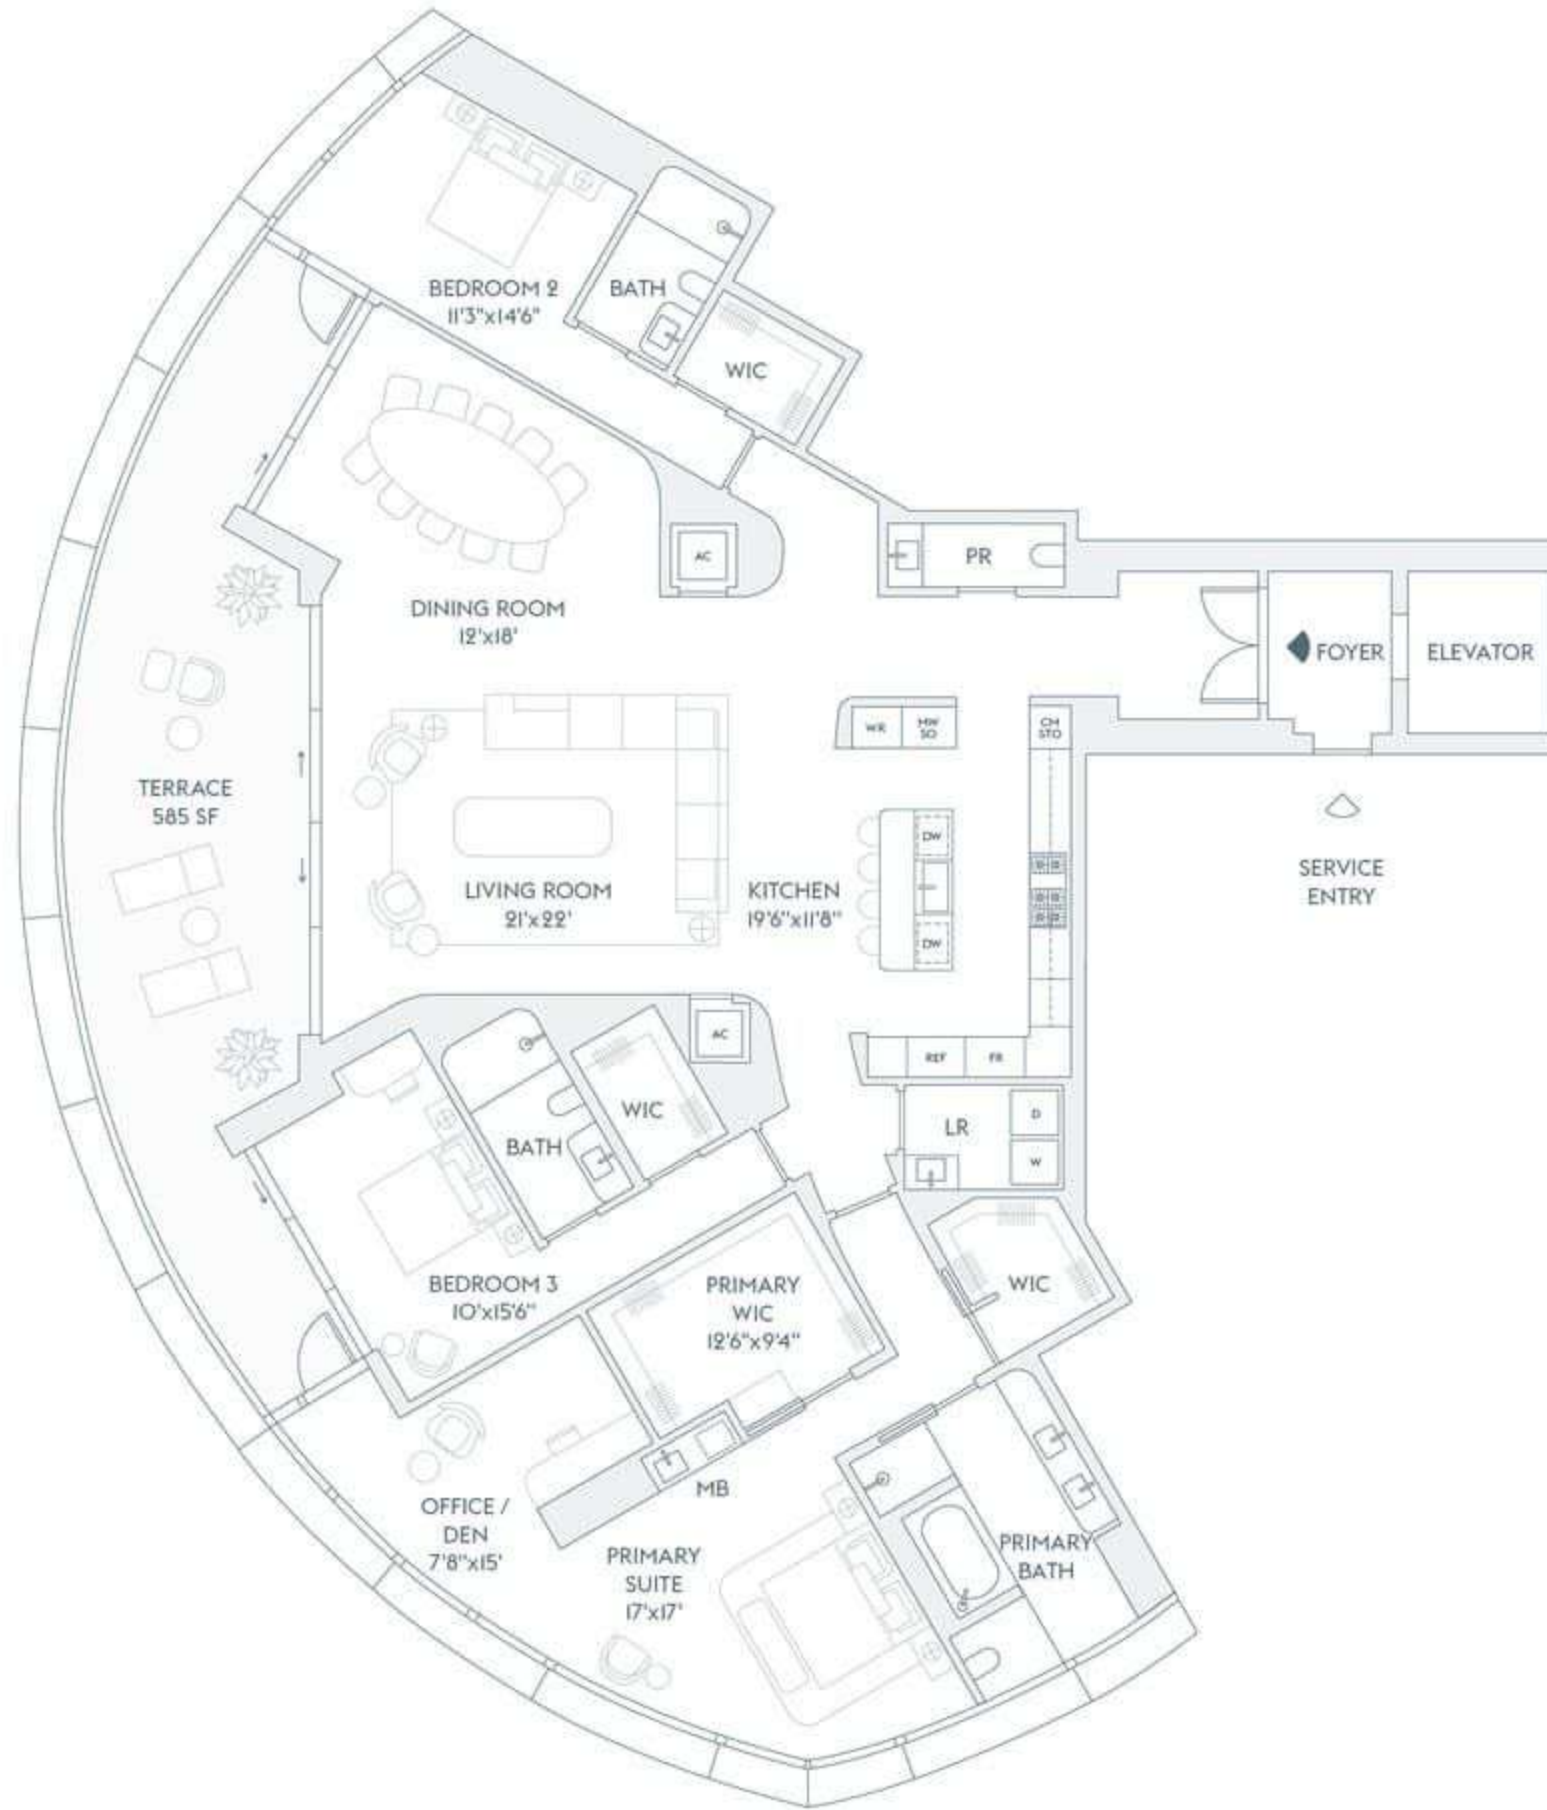 BEDROOM 2
11'3"x14'6"
BATH
WIC
AC
PR
DINING ROOM
12'x18'
FOYER
ELEVATOR
WR
MW
SO
CM
STO
TERRACE
585 SF
DW
LIVING ROOM
21'x22'
KITCHEN
19'6"x11'8"
DW
SERVICE
ENTRY
AC
REF
FR
WIC
BATH
LR
D
W
BEDROOM 3
10'x15'6"
PRIMARY
WIC
12'6"x9'4"
WIC
MB
OFFICE /
DEN
7'8"x15'
PRIMARY
SUITE
17'x17'
PRIMARY
BATH